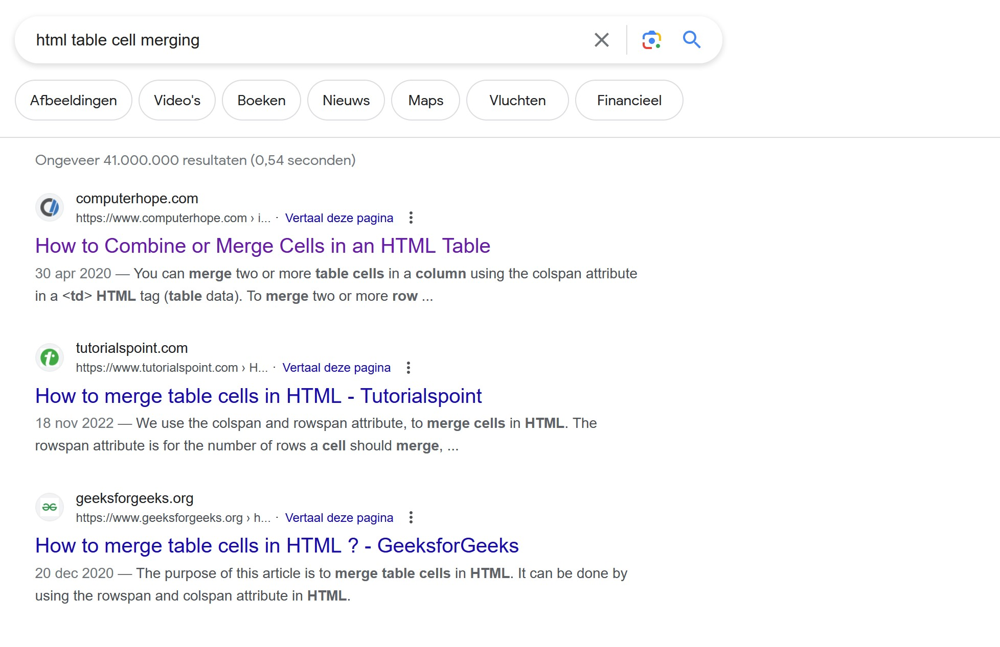 html table cell merging
Afbeeldingen Video's Boeken Nieuws Maps Vluchten Financieel
Ongeveer 41.000.000 resultaten (0,54 seconden)
computerhope.com
https://www.computerhope.com › i... · Vertaal deze pagina
How to Combine or Merge Cells in an HTML Table
30 apr 2020 — You can merge two or more table cells in a column using the colspan attribute
in a <td> HTML tag (table data). To merge two or more row ...
tutorialspoint.com
https://www.tutorialspoint.com › H... · Vertaal deze pagina
How to merge table cells in HTML - Tutorialspoint
18 nov 2022 — We use the colspan and rowspan attribute, to merge cells in HTML. The
rowspan attribute is for the number of rows a cell should merge, ...
geeksforgeeks.org
https://www.geeksforgeeks.org › h... · Vertaal deze pagina
How to merge table cells in HTML ? - GeeksforGeeks
20 dec 2020 — The purpose of this article is to merge table cells in HTML. It can be done by
using the rowspan and colspan attribute in HTML.